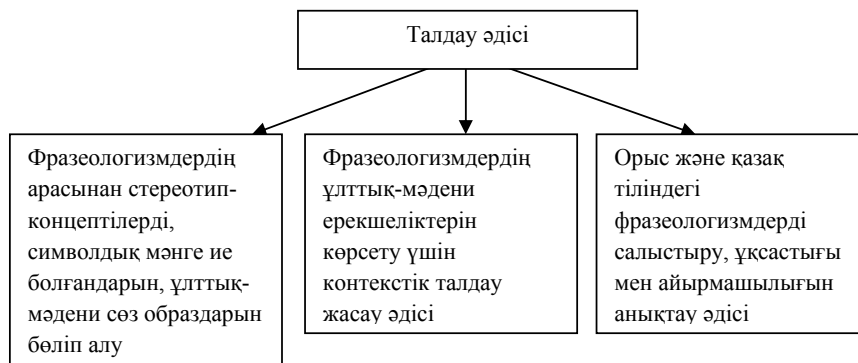 Талдау әдісі
Фразеологизмдердің
арасынан стереотип-
концептілерді,
символдық мәнге ие
болғандарын, ұлттық-
мәдени сөз образдарын
бөліп алу
Фразеологизмдердің
ұлттық-мәдени
ерекшеліктерін
көрсету үшін
контекстік талдау
жасау әдісі
Орыс және қазақ
тіліндегі
фразеологизмдерді
салыстыру, ұқсастығы
мен айырмашылығын
анықтау әдісі